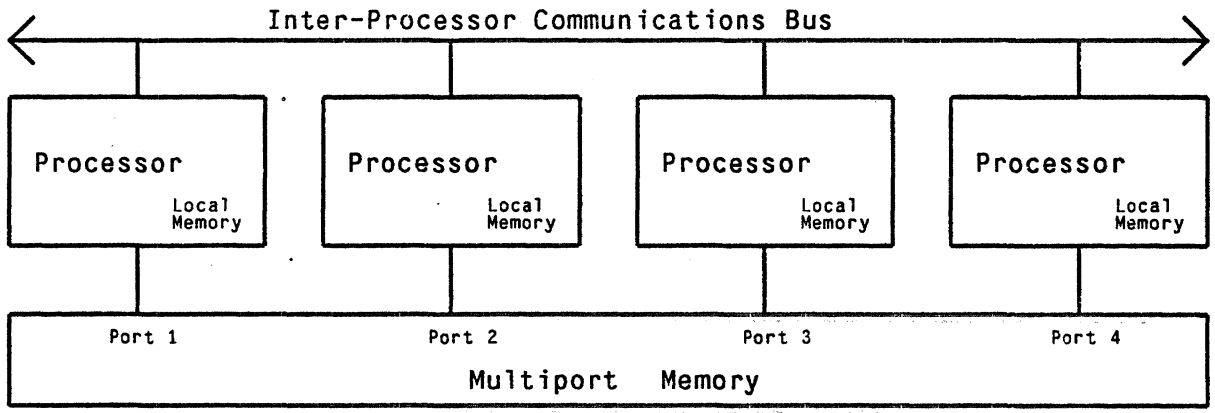 Inter-Processor Communications Bus
Processor
Local
Memory
Processor
Local
Memory
Processor
Local
Memory
Processor
Local
Memory
Port 1
Port 2
Port 3
Port 4
Multiport Memory